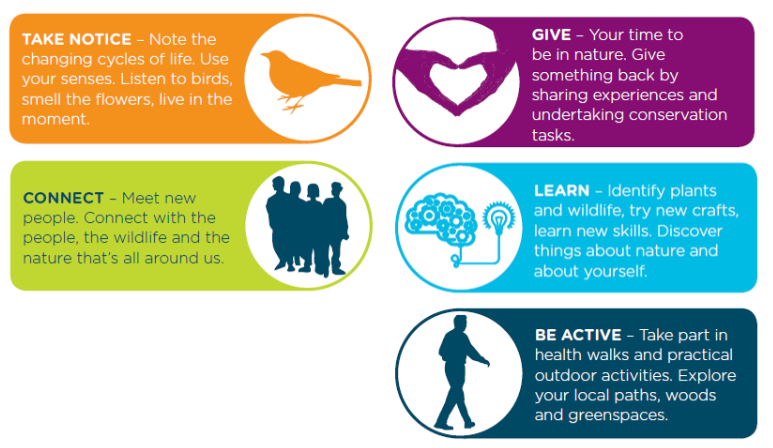 TAKE NOTICE – Note the
changing cycles of life. Use
your senses. Listen to birds,
smell the flowers, live in the
moment.
GIVE – Your time to
be in nature. Give
something back by
sharing experiences and
undertaking conservation
tasks.
CONNECT – Meet new
people. Connect with the
people, the wildlife and the
nature that’s all around us.
LEARN – Identify plants
and wildlife, try new crafts,
learn new skills. Discover
things about nature and
about yourself.
BE ACTIVE – Take part in
health walks and practical
outdoor activities. Explore
your local paths, woods
and greenspaces.